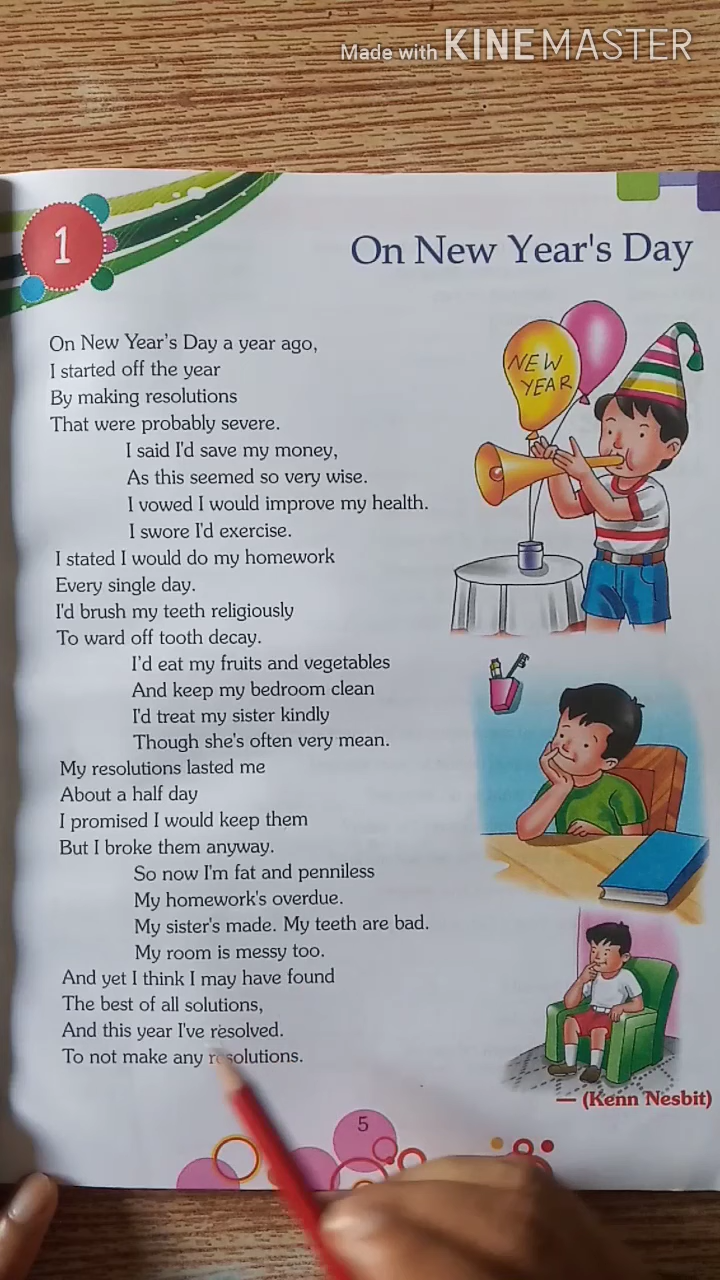 Made with KINEMASTER
1
On New Year's Day
On New Year's Day a year ago,
I started off the year
By making resolutions
That were probably severe.
I said I'd save my money,
As this seemed so very wise.
I vowed I would improve my health.
I swore I'd exercise.
I stated I would do my homework
Every single day.
I'd brush my teeth religiously
To ward off tooth decay.
I'd eat my fruits and vegetables
And keep my bedroom clean
I'd treat my sister kindly
Though she's often very mean.
My resolutions lasted me
About a half day
I promised I would keep them
But I broke them anyway.
So now I'm fat and penniless
My homework's overdue.
My sister's made. My teeth are bad.
My room is messy too.
And yet I think I may have found
The best of all solutions,
And this year I've resolved.
To not make any resolutions.
NEW
YEAR
— (Kenn Nesbit)
5